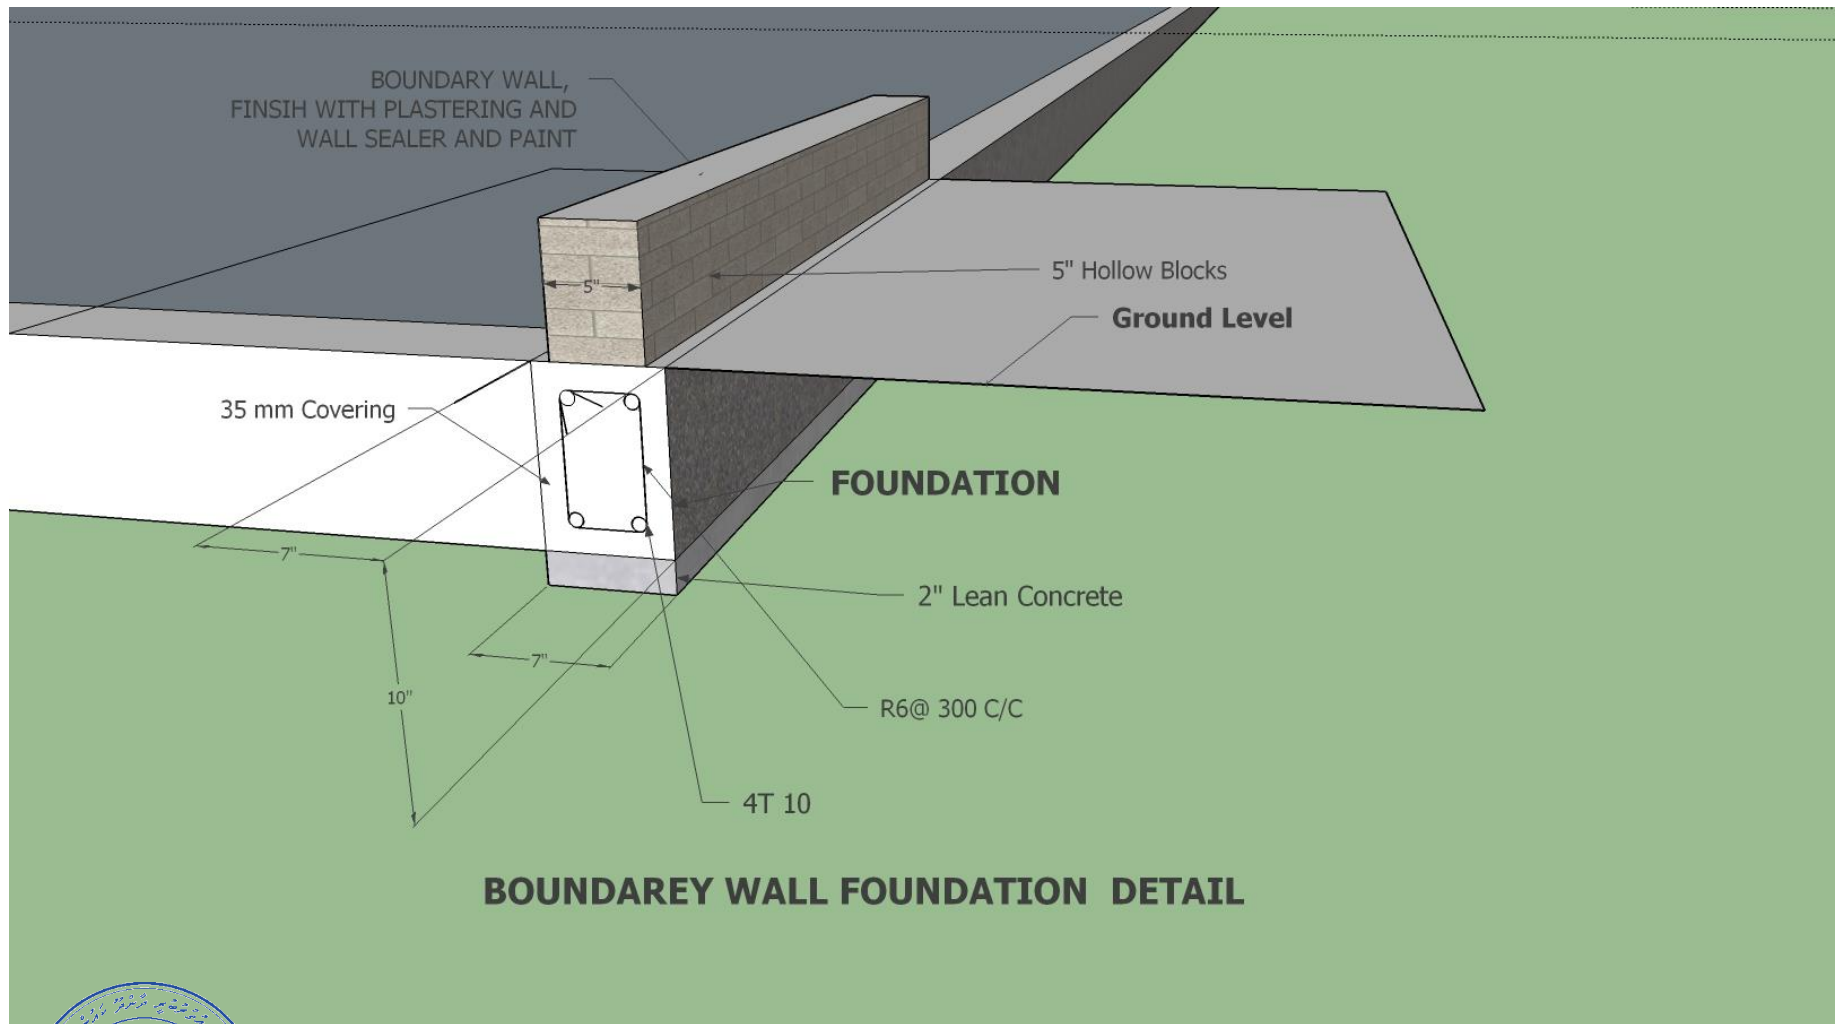 BOUNDARY WALL,
FINSIH WITH PLASTERING AND
WALL SEALER AND PAINT
5"
5" Hollow Blocks
Ground Level
35 mm Covering
FOUNDATION
7"
2" Lean Concrete
7"
10"
R6@ 300 C/C
4T 10
BOUNDAREY WALL FOUNDATION DETAIL